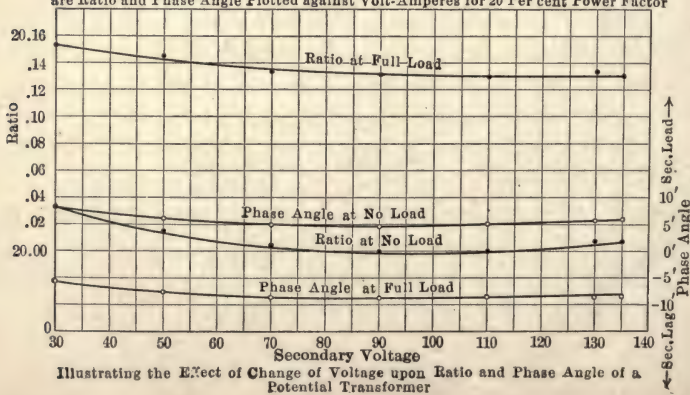 are Ratio and Phase Angle Plotted against Volt-Amperes for 20 Per cent Power Factor
20.16
.14
.12
.10
.08
.06
.04
.02
20.00
0
Ratio
Ratio at Full Load
Phase Angle at No Load
Ratio at No Load
Phase Angle at Full Load
Sec. Lead
10'
5'
0'
-5'
-10'
Phase Angle
Sec. Lag
30 40 50 60 70 80 90 100 110 120 130 140
Secondary Voltage
Illustrating the Effect of Change of Voltage upon Ratio and Phase Angle of a
Potential Transformer